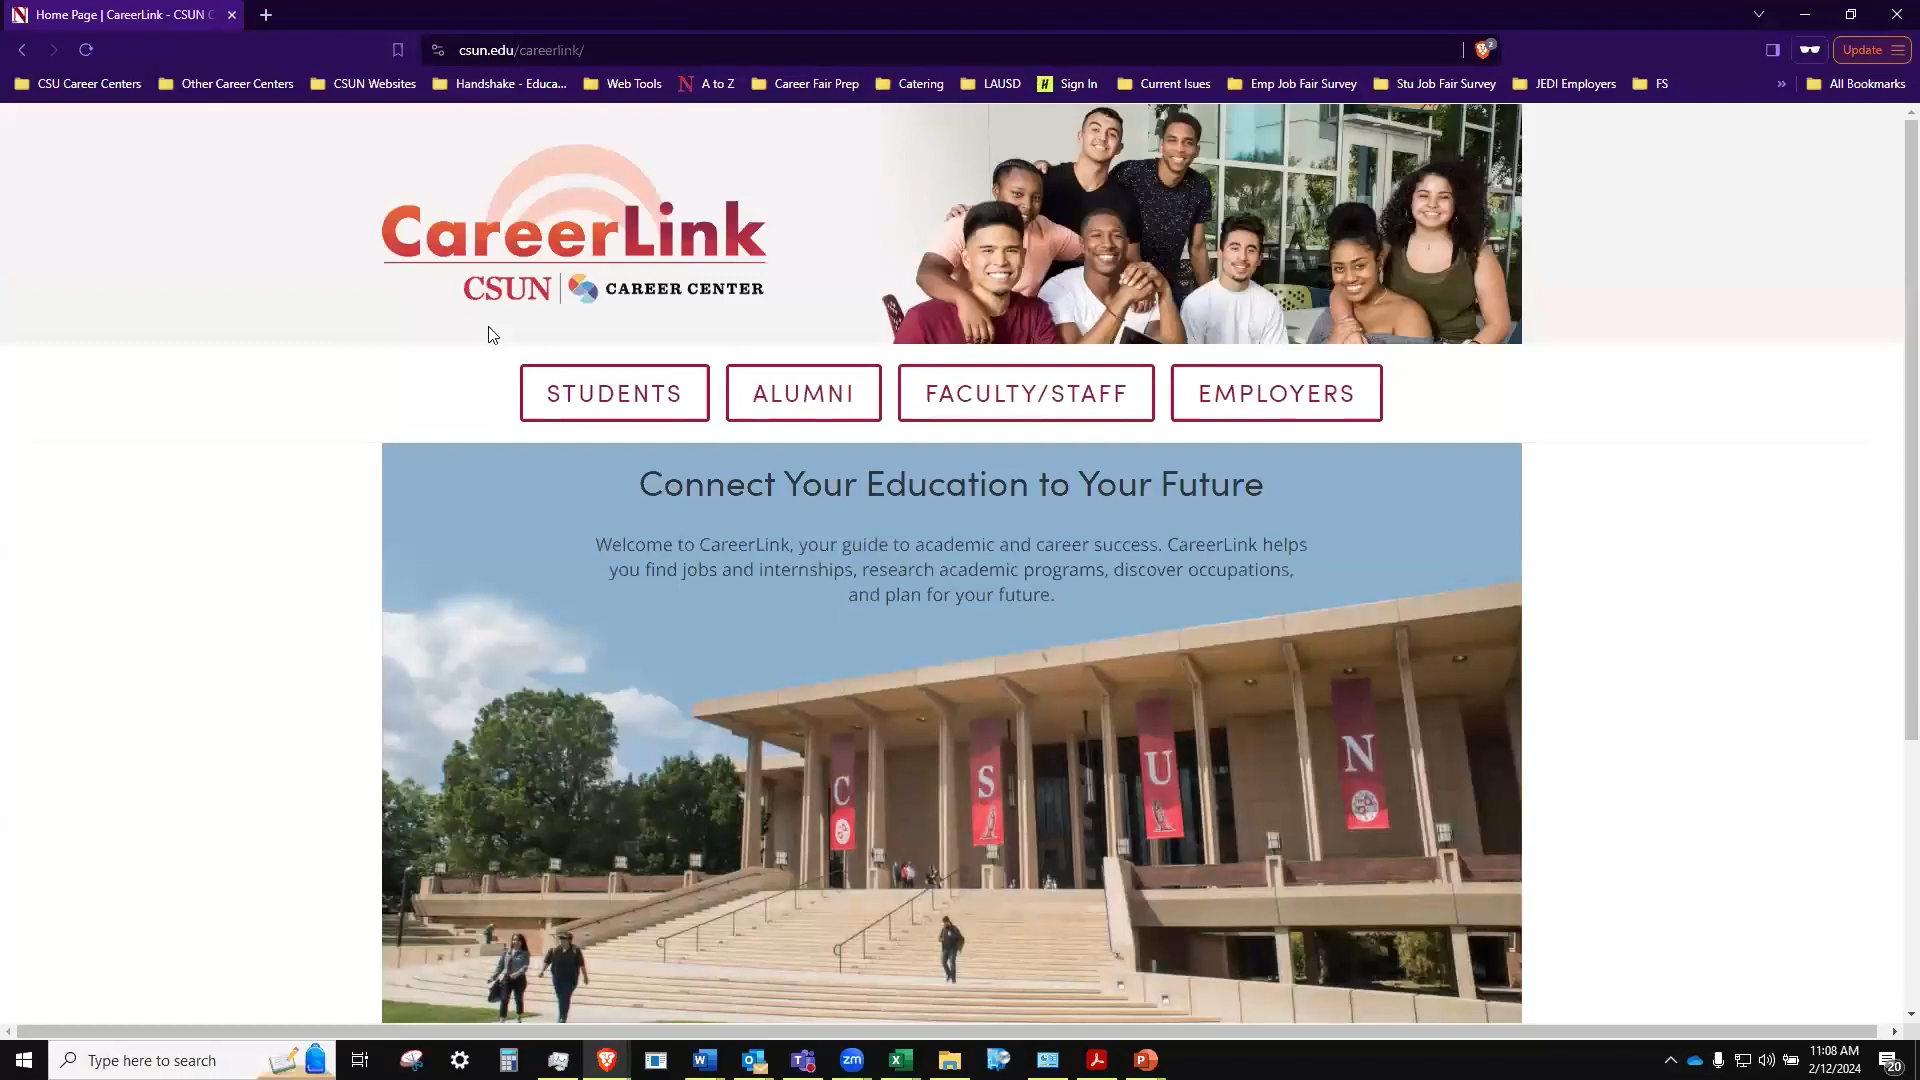 Home Page | CareerLink - CSUN C
csun.edu/careerlink/
2
Update
CSU Career Centers
Other Career Centers
CSUN Websites
Handshake - Educa...
Web Tools
A to Z
Career Fair Prep
Catering
LAUSD
Sign In
Current Isues
Emp Job Fair Survey
Stu Job Fair Survey
JEDI Employers
FS
»
All Bookmarks
CareerLink
CSUN | CAREER CENTER
STUDENTS
ALUMNI
FACULTY/STAFF
EMPLOYERS
Connect Your Education to Your Future
Welcome to CareerLink, your guide to academic and career success. CareerLink helps
you find jobs and internships, research academic programs, discover occupations,
and plan for your future.
C
S
U
N
Type here to search
zm
11:08 AM
2/12/2024
20